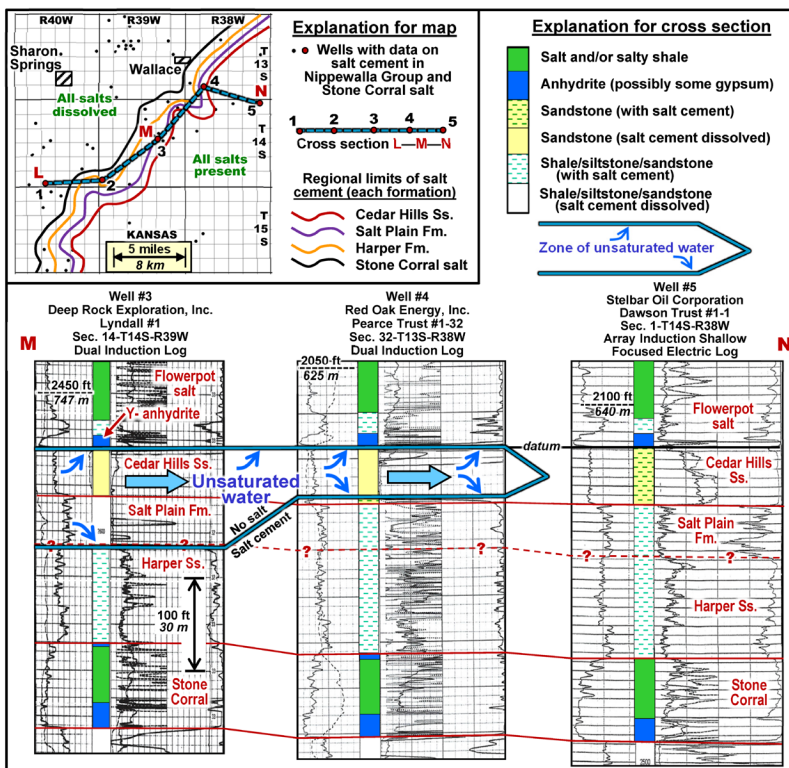 R40W R39W R38W
Sharon
Springs
Wallace
T
13
S
All salts
dissolved
4
N
5
M
3
T
14
S
L
1
2
All salts
present
T
15
S
KANSAS
5 miles
8 km
Explanation for map
Wells with data on
salt cement in
Nippewalla Group and
Stone Corral salt
1 2 3 4 5
Cross section L—M—N
Regional limits of salt
cement (each formation)
Cedar Hills Ss.
Salt Plain Fm.
Harper Fm.
Stone Corral salt
Explanation for cross section
Salt and/or salty shale
Anhydrite (possibly some gypsum)
Sandstone (with salt cement)
Sandstone (salt cement dissolved)
Shale/siltstone/sandstone
(with salt cement)
Shale/siltstone/sandstone
(salt cement dissolved)
Zone of unsaturated water
M
Well #3
Deep Rock Exploration, Inc.
Lyndall #1
Sec. 14-T14S-R39W
Dual Induction Log
Well #4
Red Oak Energy, Inc.
Pearce Trust #1-32
Sec. 32-T13S-R38W
Dual Induction Log
Well #5
Stelbar Oil Corporation
Dawson Trust #1-1
Sec. 1-T14S-R38W
Array Induction Shallow
Focused Electric Log
N
2450 ft
747 m
Flowerpot
salt
Y- anhydrite
2050 ft
625 m
2100 ft
640 m
Flowerpot
salt
datum
Cedar Hills Ss.
Unsaturated
water
Cedar Hills
Ss.
Salt Plain Fm.
No salt
Salt cement
Salt Plain
Fm.
? ? ? ?
Harper Ss.
Harper Ss.
100 ft
30 m
Stone
Corral
Stone
Corral
2500